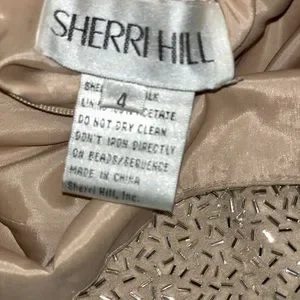 SHERRI HILL
4
DO NOT DRY CLEAN
DON'T IRON DIRECTLY
ON BEADS/SEQUENCE
MADE IN CHINA
Sherri Hill, Inc.